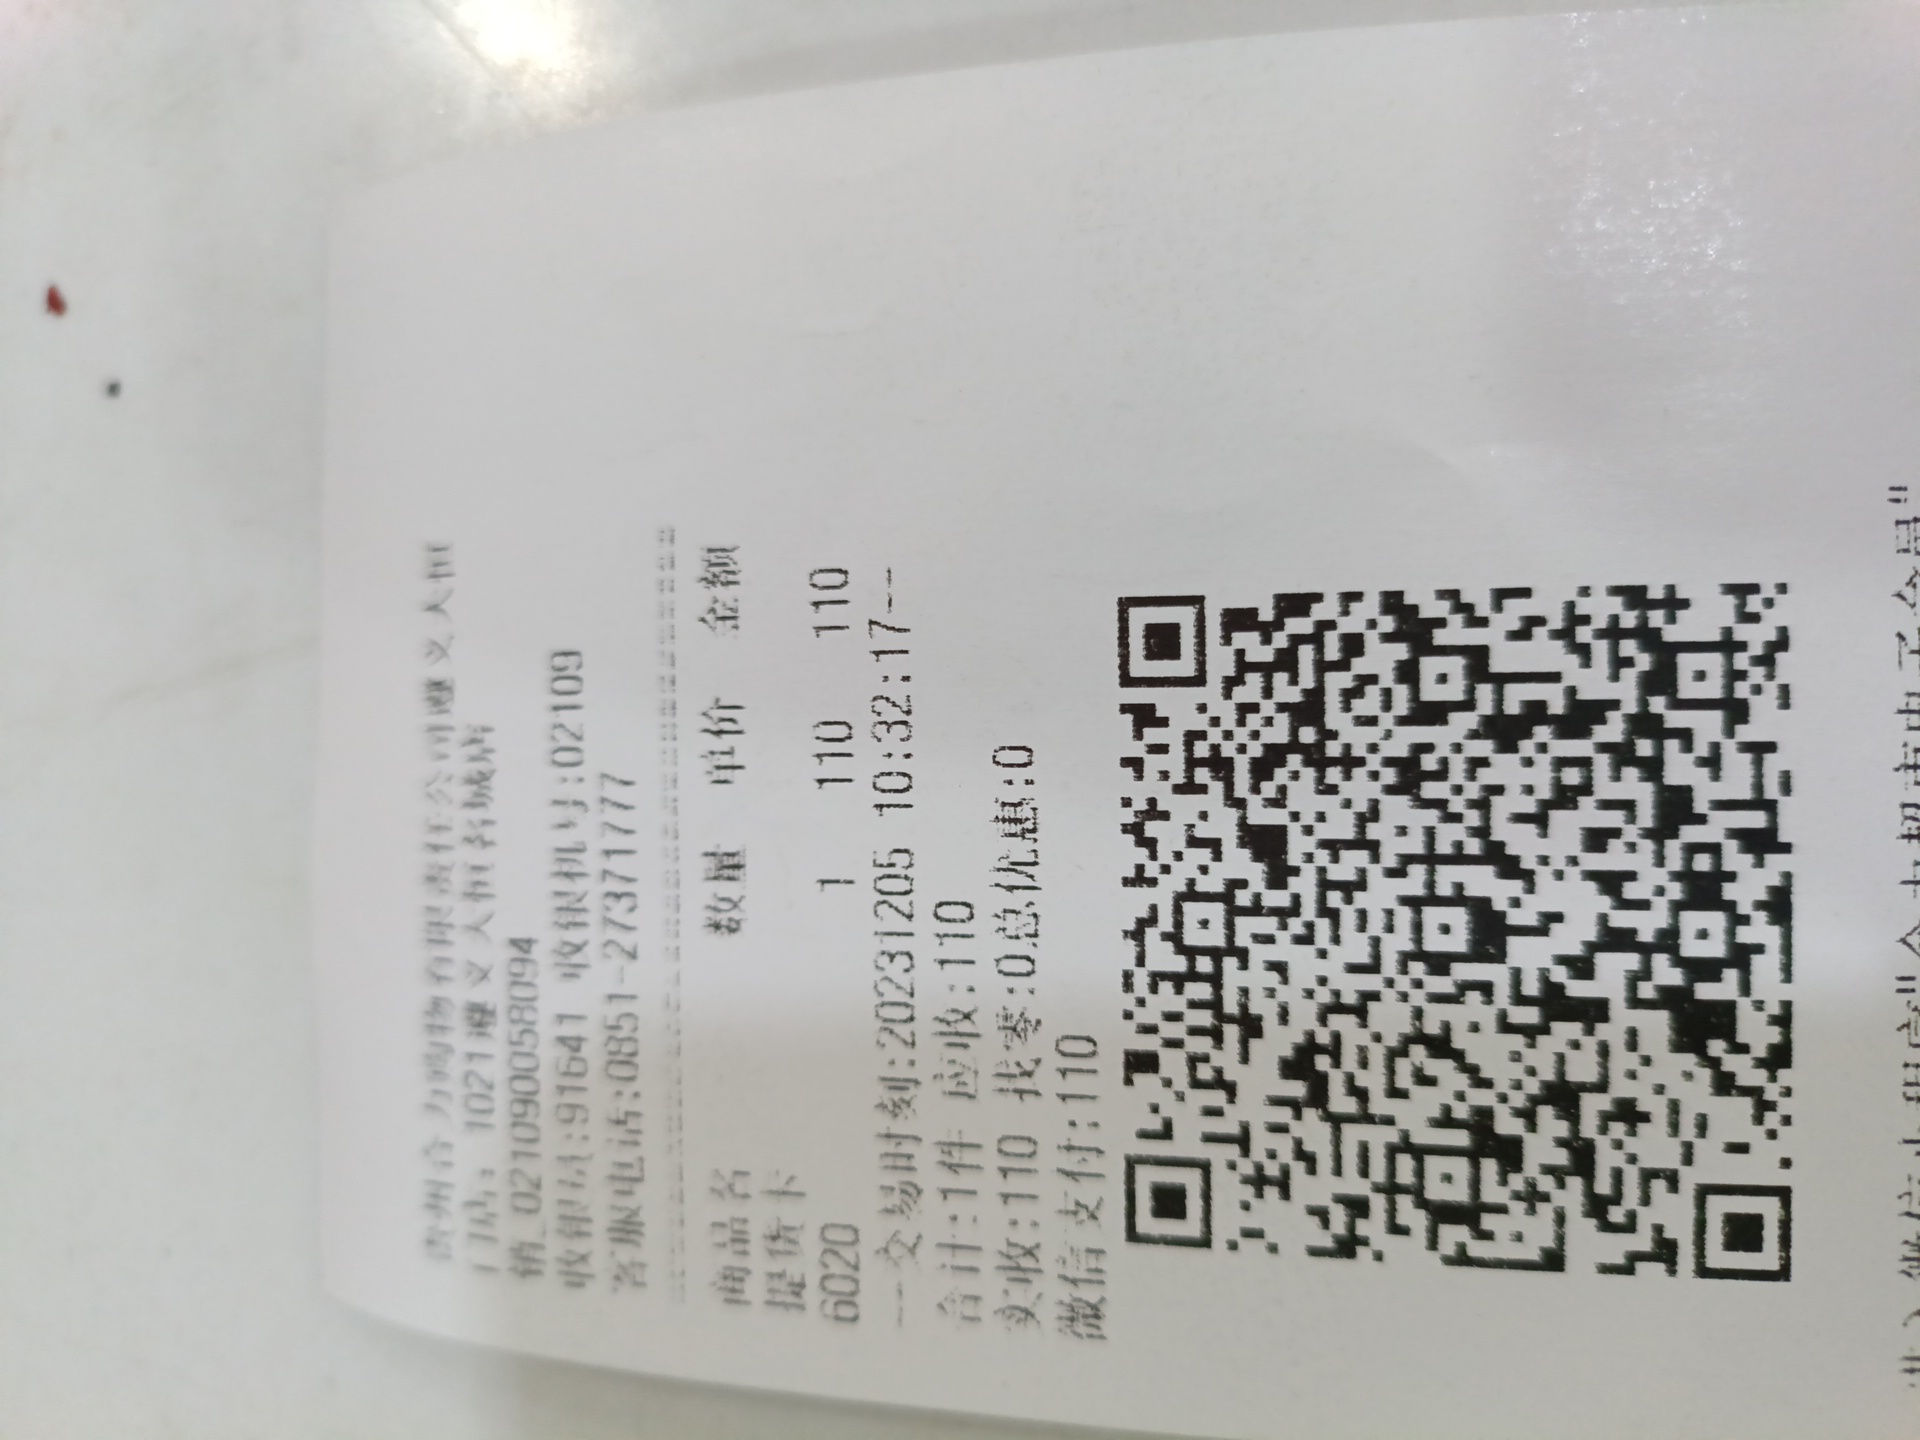 贵州合力购物有限责任公司遵义大恒
门店: 1021遵义大恒名城店
销_021090058094
收银员:91641 收银机号:02109
客服电话:0851-27371777
商品名 数量 单价 金额
提货卡
6020 1 110 110
--交易时刻:20231205 10:32:17--
合计:1件 应收:110
实收:110 找零:0总优惠:0
微信支付:110